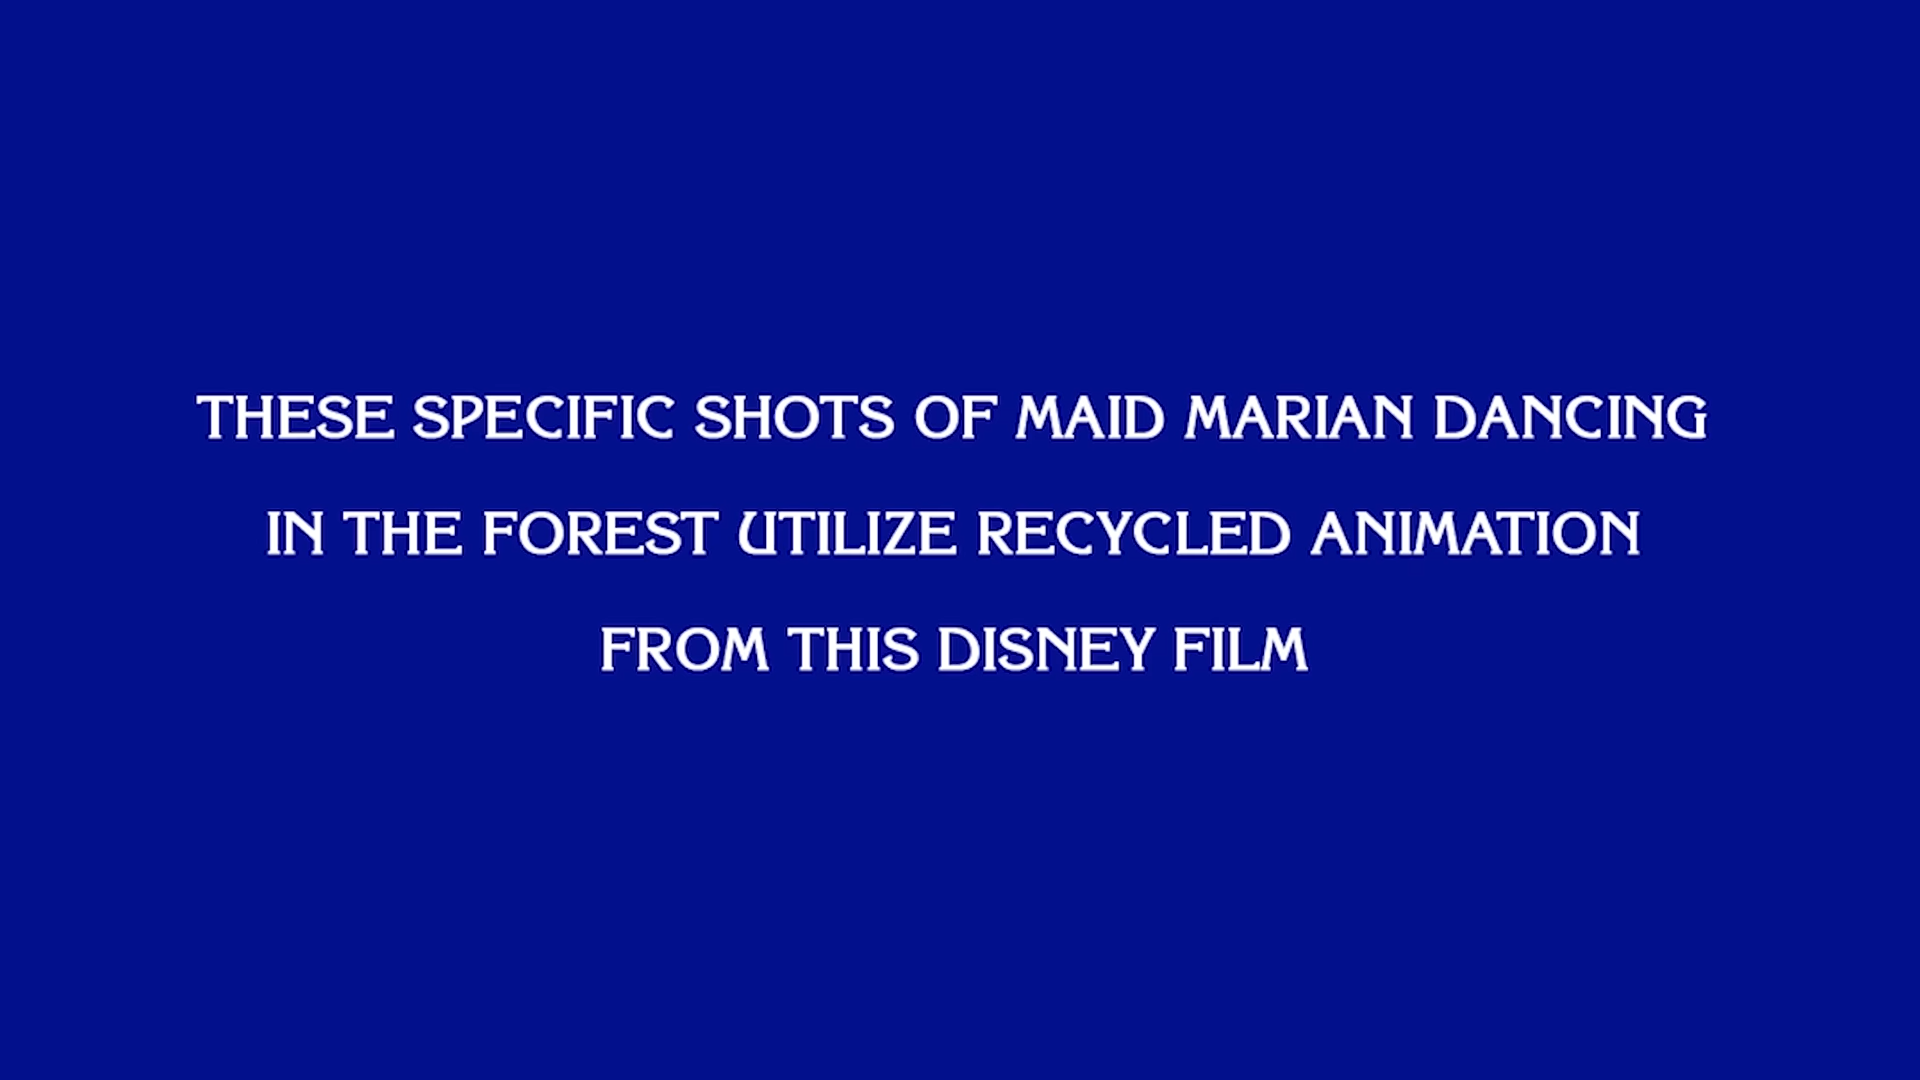 THESE SPECIFIC SHOTS OF MAID MARIAN DANCING
IN THE FOREST UTILIZE RECYCLED ANIMATION
FROM THIS DISNEY FILM